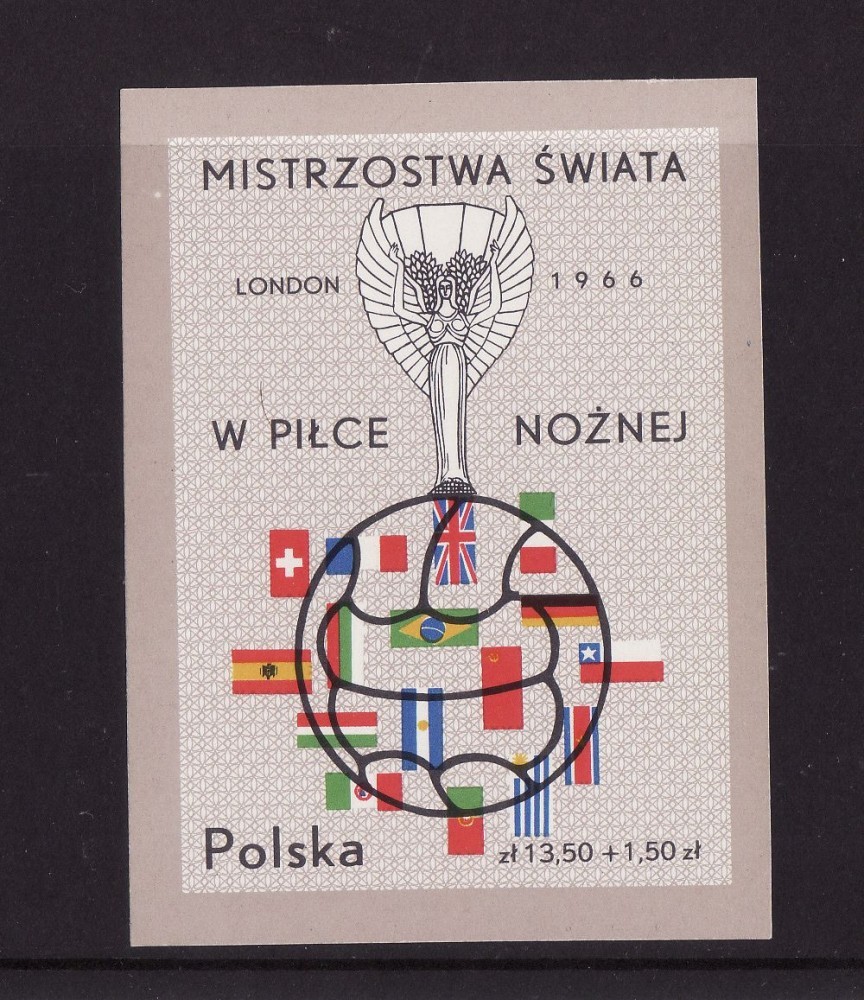 MISTRZOSTWA ŚWIATA
LONDON 1966
W PIŁCE NOŻNEJ
Polska
zł 13,50 + 1,50 zł